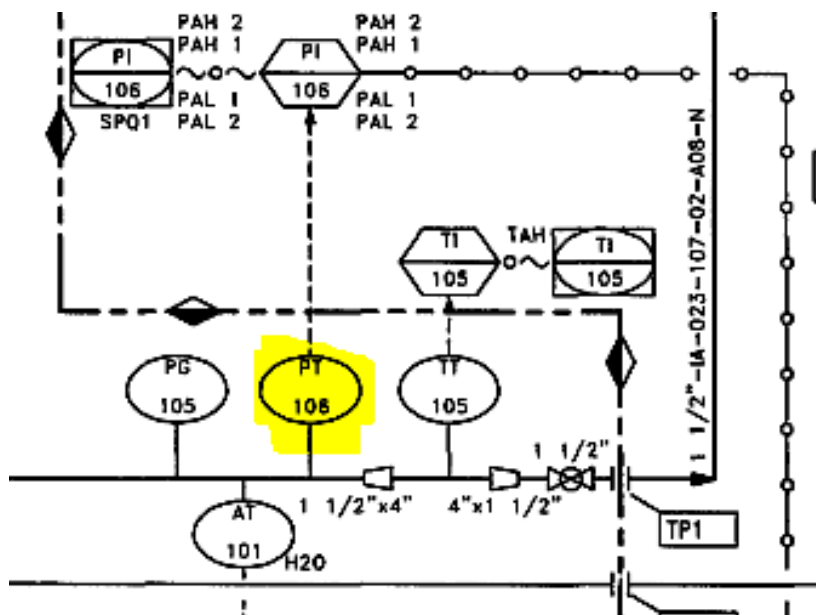 PAH 2
PAH 1
PI
106
PAL 1
PAL 2
SPQ1
PAH 2
PAH 1
PI
106
PAL 1
PAL 2
TI
105
TAH
TI
105
1 1/2"-IA-023-107-02-A08-N
PG
105
PT
106
TT
105
1 1/2"
1 1/2"x4"
4"x1 1/2"
AT
101
H2O
TP1